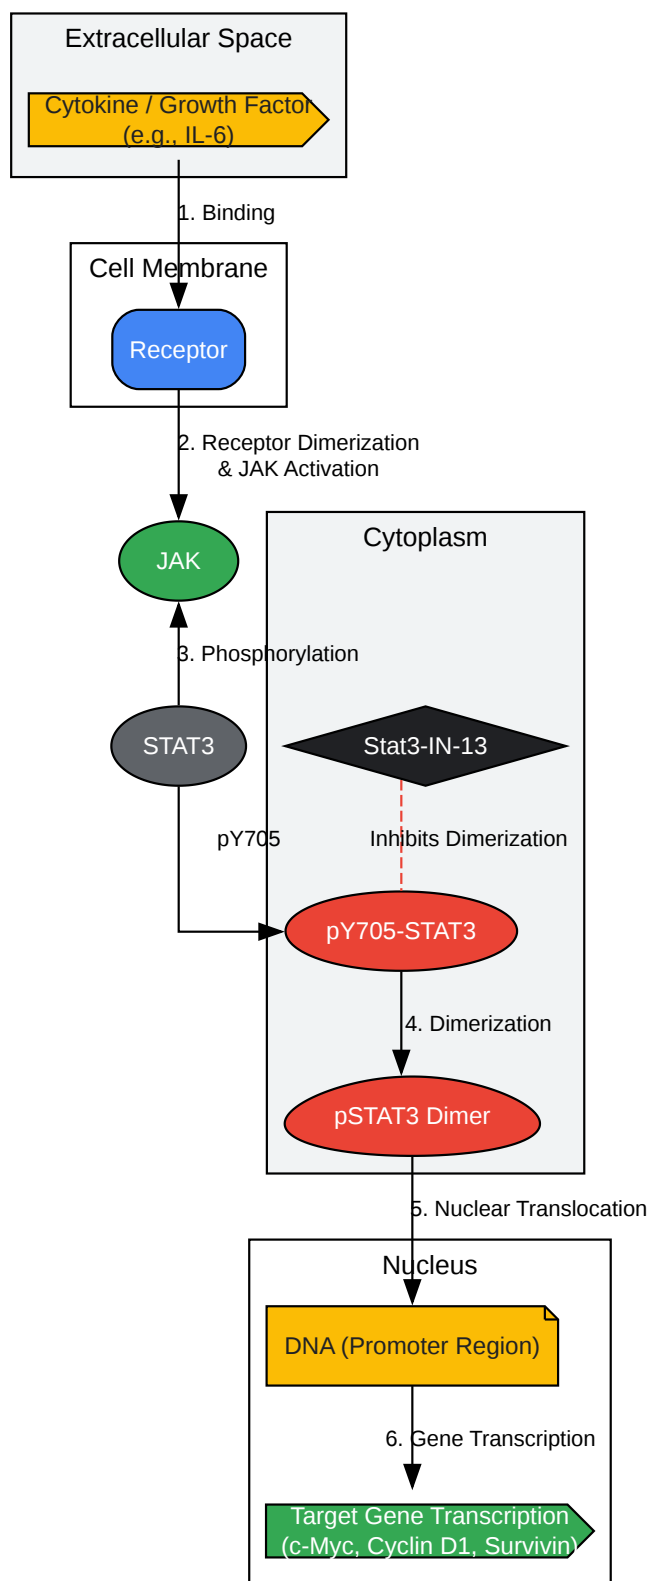 Extracellular Space
Cytokine / Growth Factor
(e.g., IL-6)
1. Binding
Cell Membrane
Receptor
2. Receptor Dimerization
& JAK Activation
Cytoplasm
JAK
3. Phosphorylation
STAT3
Stat3-IN-13
pY705
Inhibits Dimerization
pY705-STAT3
4. Dimerization
pSTAT3 Dimer
5. Nuclear Translocation
Nucleus
DNA (Promoter Region)
6. Gene Transcription
Target Gene Transcription
(c-Myc, Cyclin D1, Survivin)